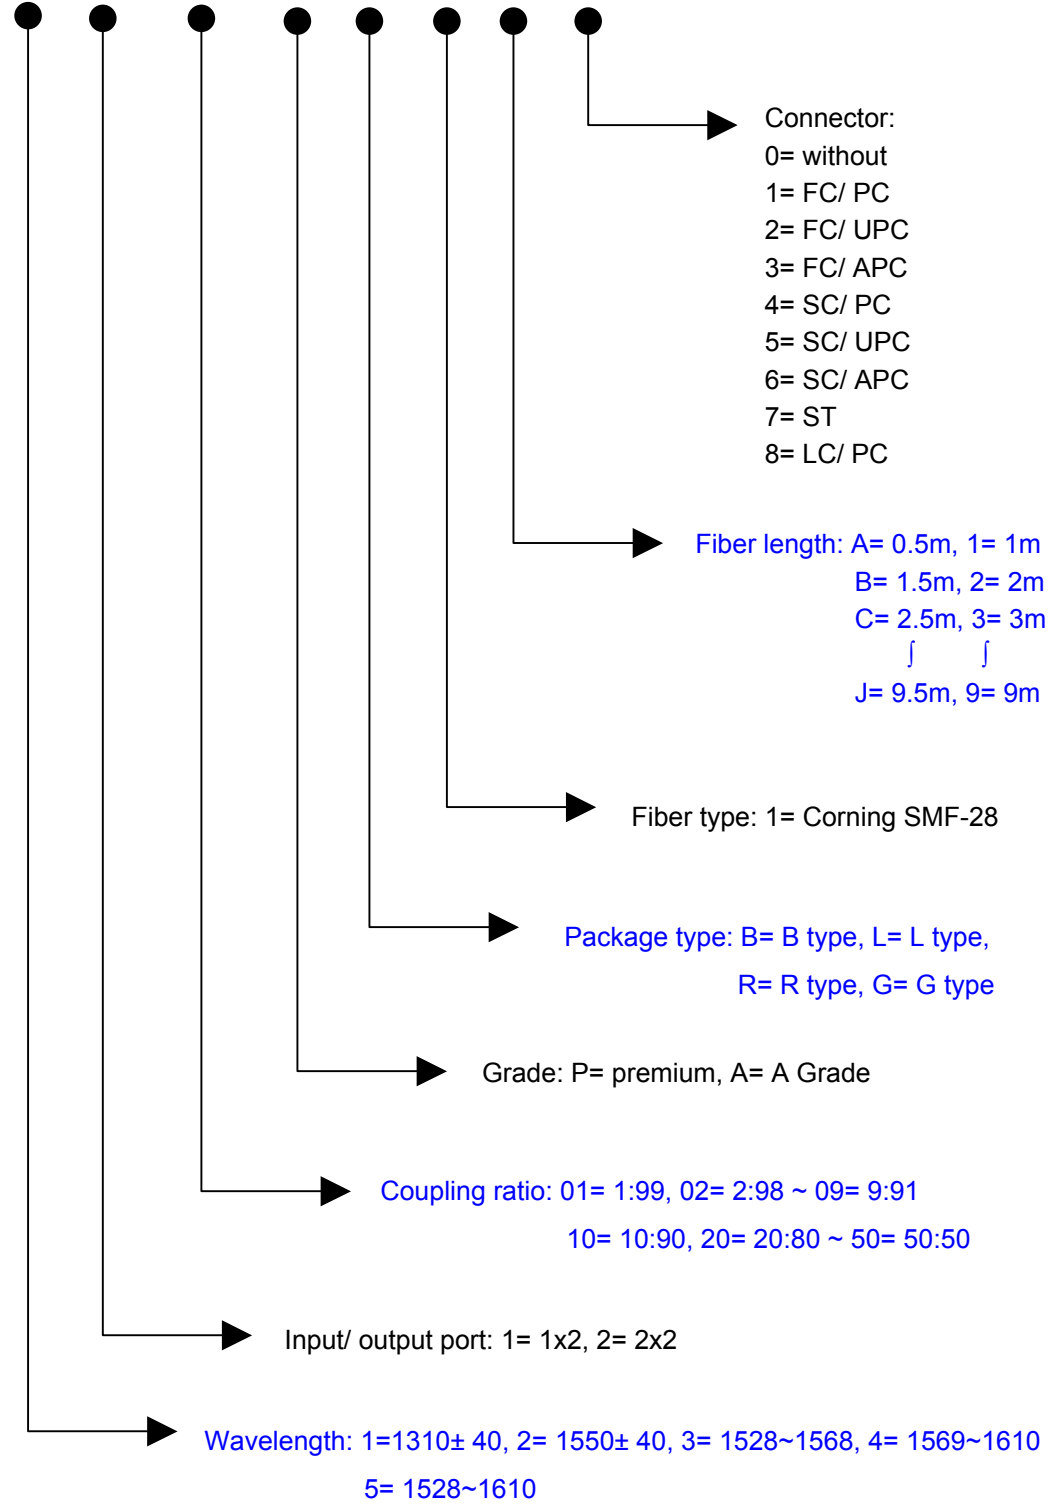 Connector:
0= without
1= FC/ PC
2= FC/ UPC
3= FC/ APC
4= SC/ PC
5= SC/ UPC
6= SC/ APC
7= ST
8= LC/ PC
Fiber length: A= 0.5m, 1= 1m
B= 1.5m, 2= 2m
C= 2.5m, 3= 3m
∫ ∫
J= 9.5m, 9= 9m
Fiber type: 1= Corning SMF-28
Package type: B= B type, L= L type,
R= R type, G= G type
Grade: P= premium, A= A Grade
Coupling ratio: 01= 1:99, 02= 2:98 ~ 09= 9:91
10= 10:90, 20= 20:80 ~ 50= 50:50
Input/ output port: 1= 1x2, 2= 2x2
Wavelength: 1=1310± 40, 2= 1550± 40, 3= 1528~1568, 4= 1569~1610
5= 1528~1610